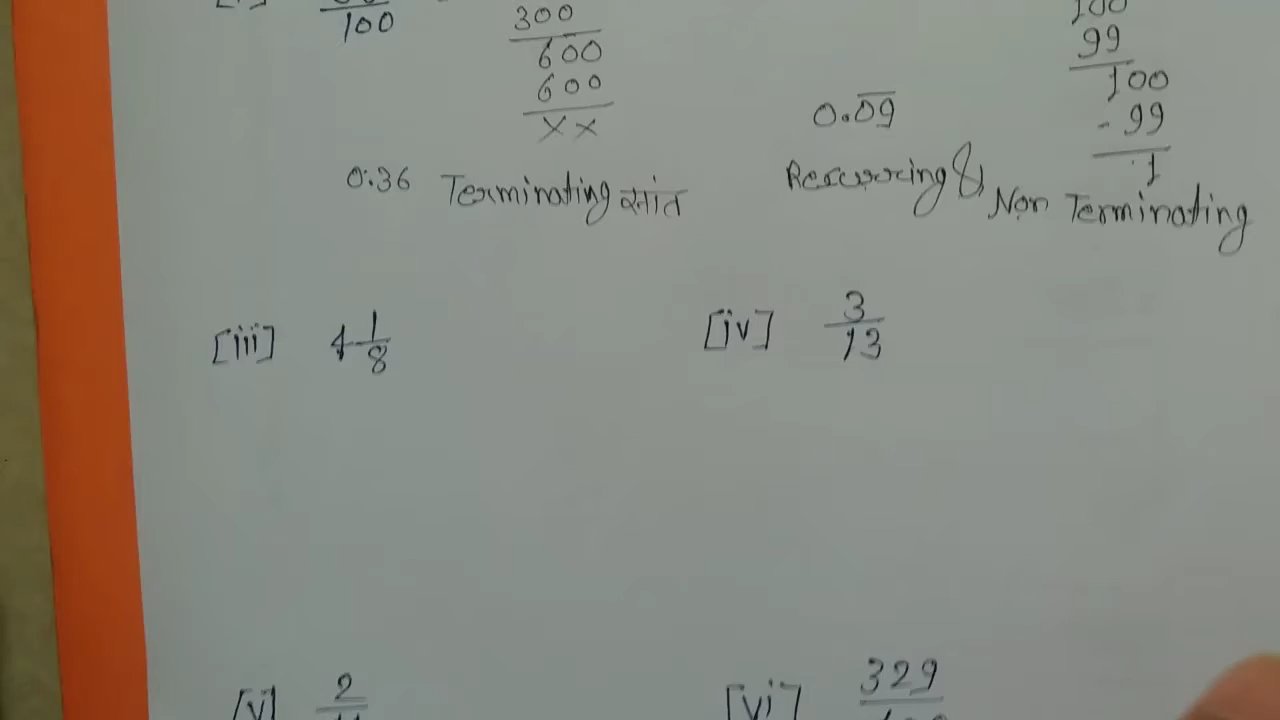 100
300
600
600
××
0.36 Terminating सांत
100
99
100
- 99
1
0.09̅
Recurring & Non Terminating
[iii] 4 1/8
[iv] 3/13
[v] 2
[vi] 329